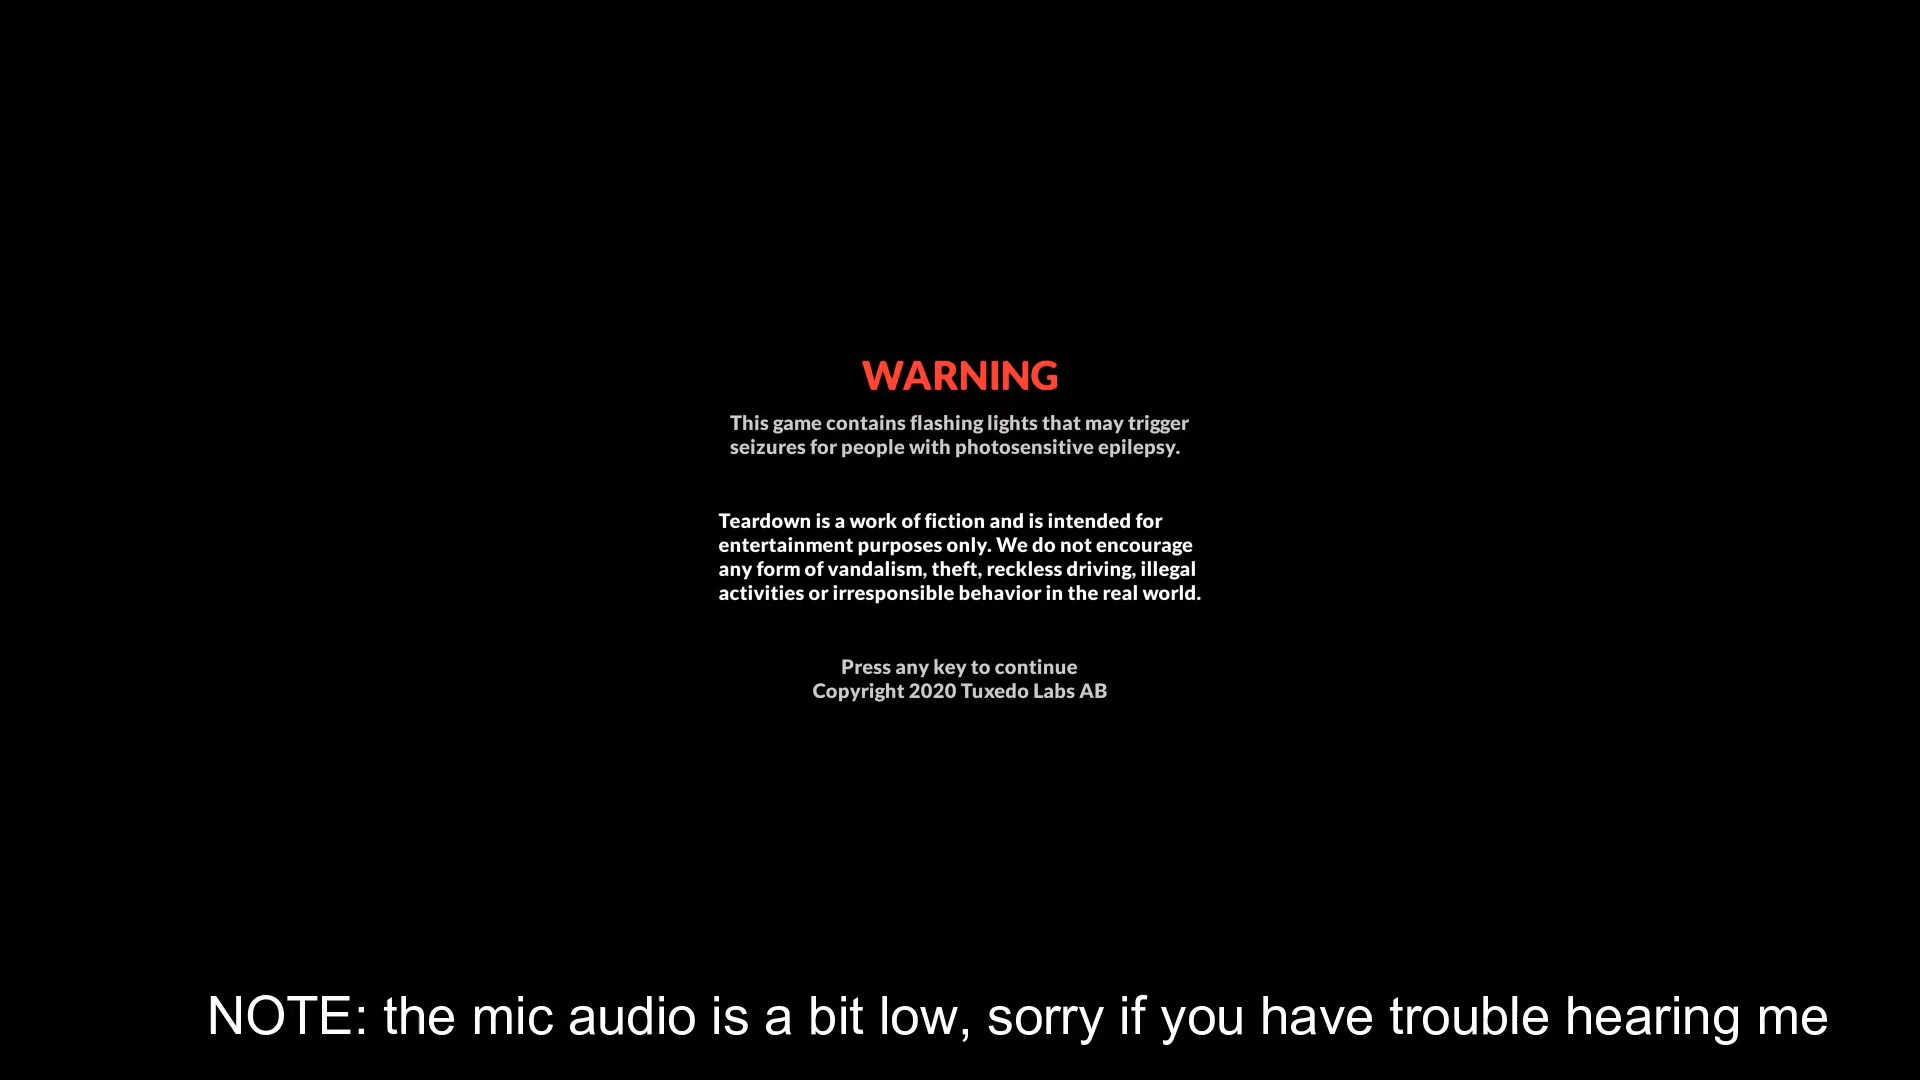 WARNING
This game contains flashing lights that may trigger
seizures for people with photosensitive epilepsy.
Teardown is a work of fiction and is intended for
entertainment purposes only. We do not encourage
any form of vandalism, theft, reckless driving, illegal
activities or irresponsible behavior in the real world.
Press any key to continue
Copyright 2020 Tuxedo Labs AB
NOTE: the mic audio is a bit low, sorry if you have trouble hearing me